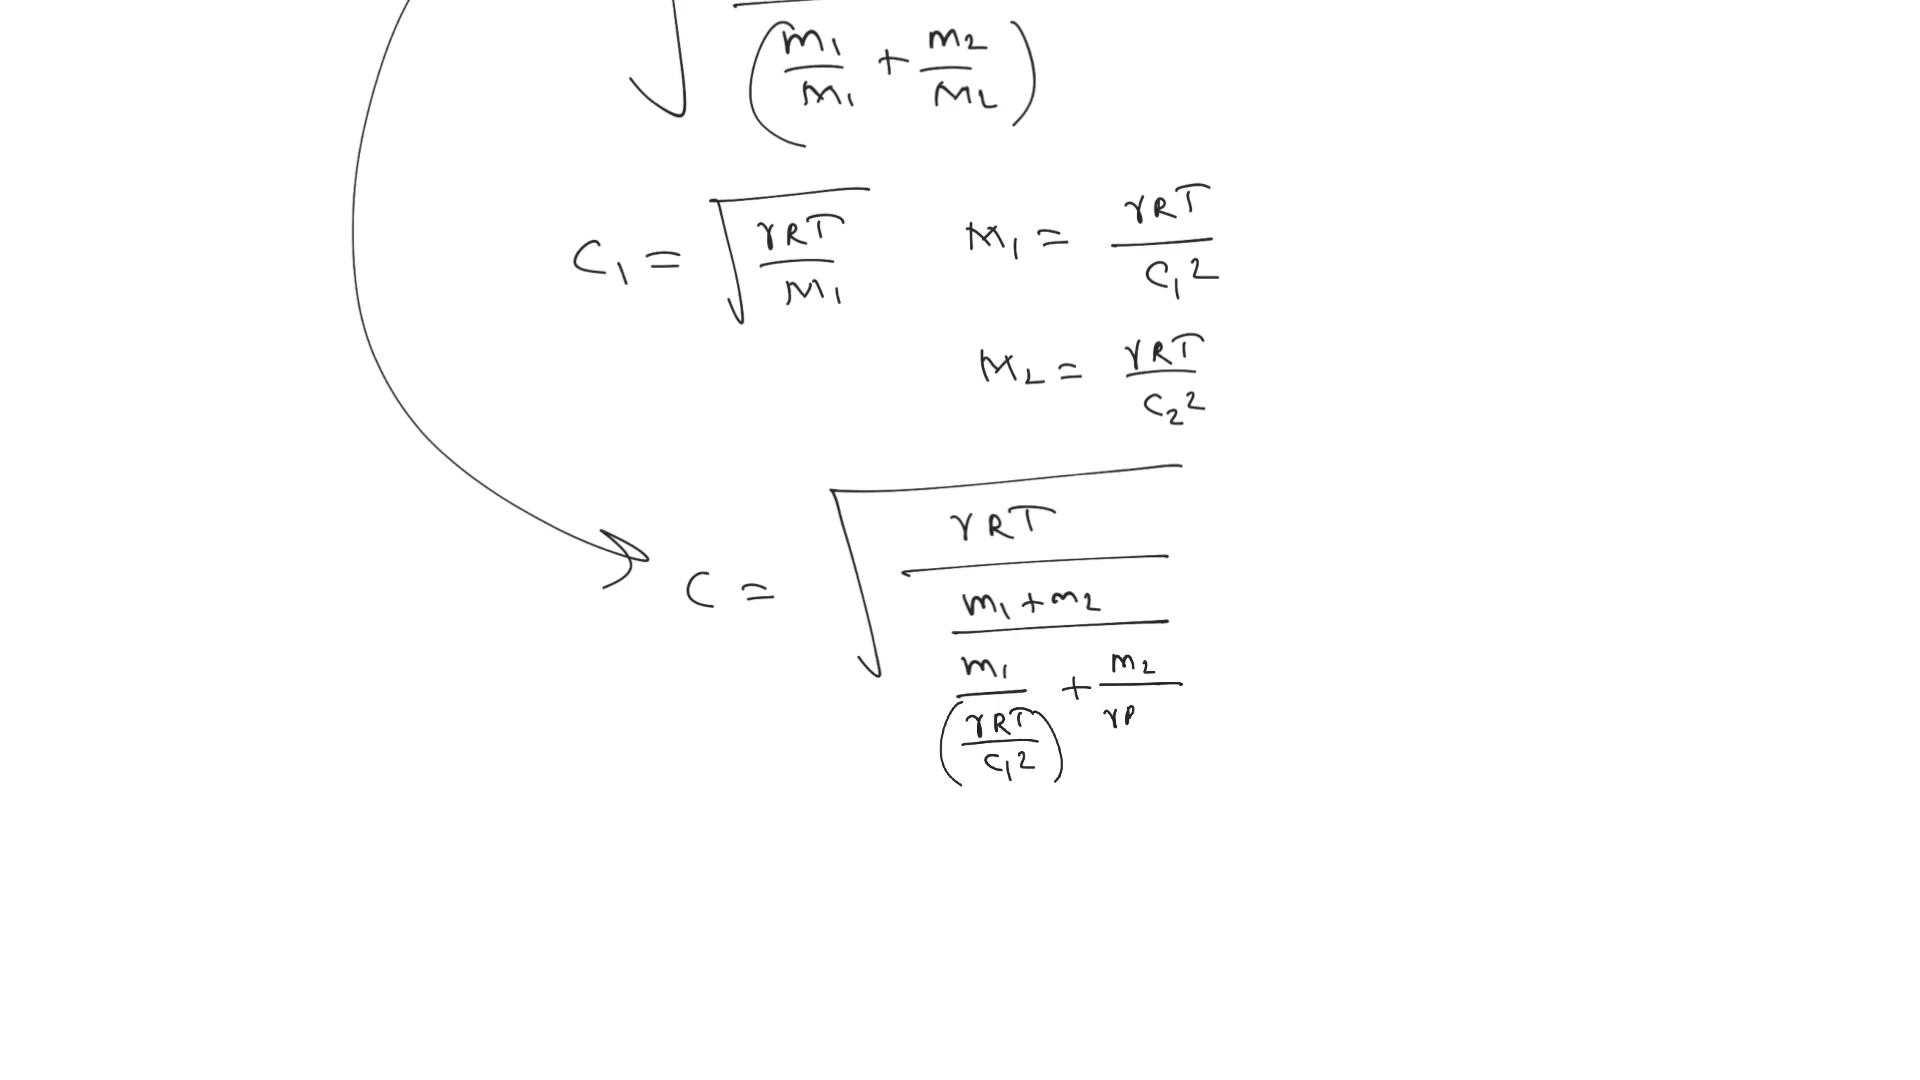 √ ( m₁/M₁ + m₂/M₂ )
C₁ = √(γRT/M₁) M₁ = γRT/C₁²
M₂ = γRT/C₂²
C = √(γRT/((m₁+m₂)/(m₁/(γRT/C₁²) + m₂/γR